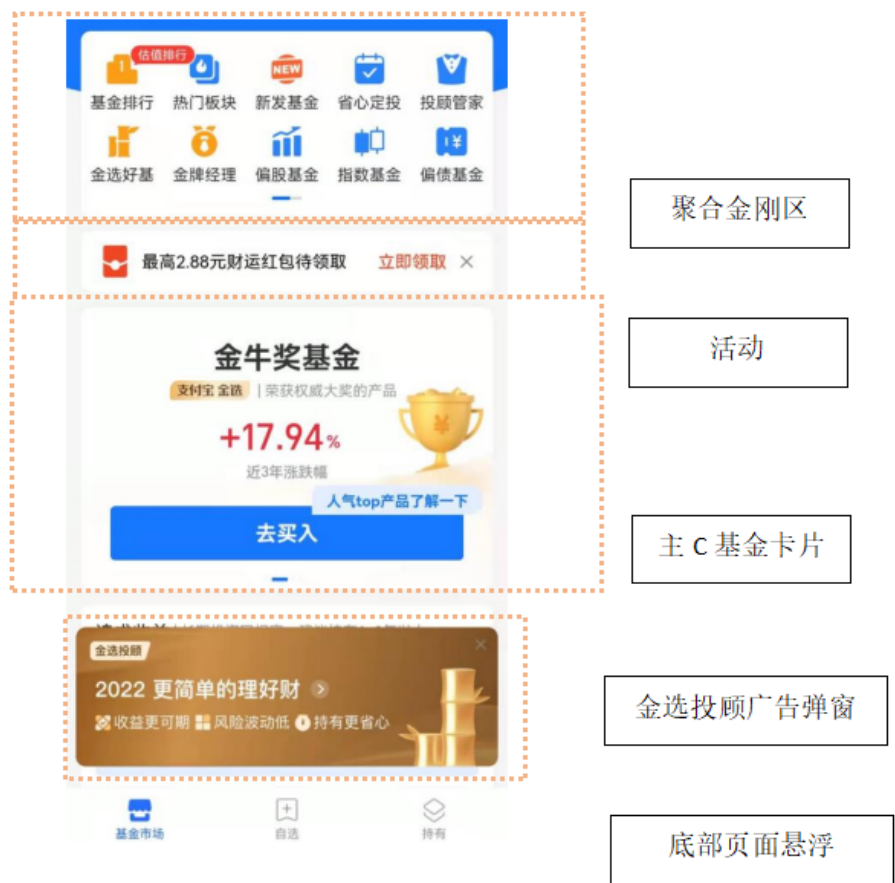 估值排行
NEW
基金排行 热门板块 新发基金 省心定投 投顾管家
金选好基 金牌经理 偏股基金 指数基金 偏债基金
聚合金刚区
最高2.88元财运红包待领取 立即领取
活动
金牛奖基金
支付宝 金选 | 荣获权威大奖的产品
+17.94%
近3年涨跌幅
人气top产品了解一下
去买入
主 C 基金卡片
金选投顾
2022 更简单的理好财
收益更可期 风险波动低 持有更省心
金选投顾广告弹窗
基金市场 自选 持有
底部页面悬浮